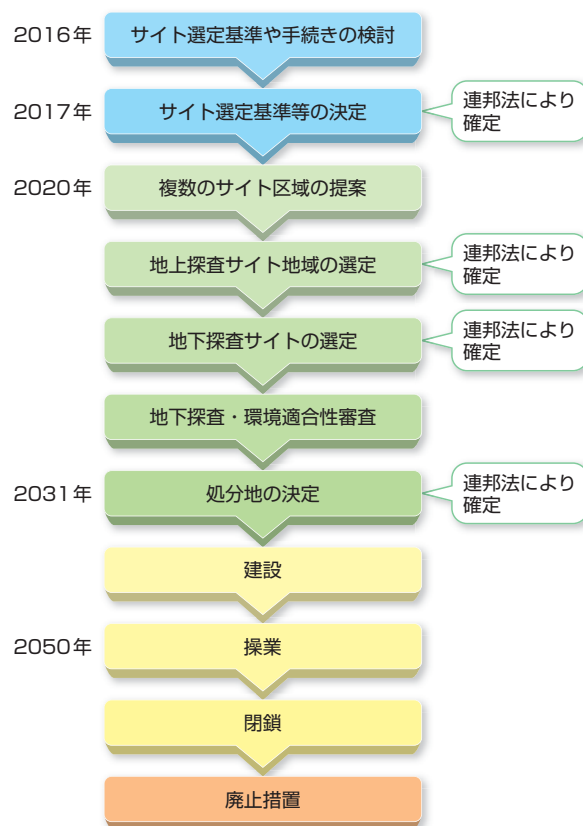 2016年 サイト選定基準や手続きの検討
2017年 サイト選定基準等の決定
連邦法により
確定
2020年 複数のサイト区域の提案
地上探査サイト地域の選定
連邦法により
確定
地下探査サイトの選定
連邦法により
確定
地下探査・環境適合性審査
2031年 処分地の決定
連邦法により
確定
建設
2050年 操業
閉鎖
廃止措置